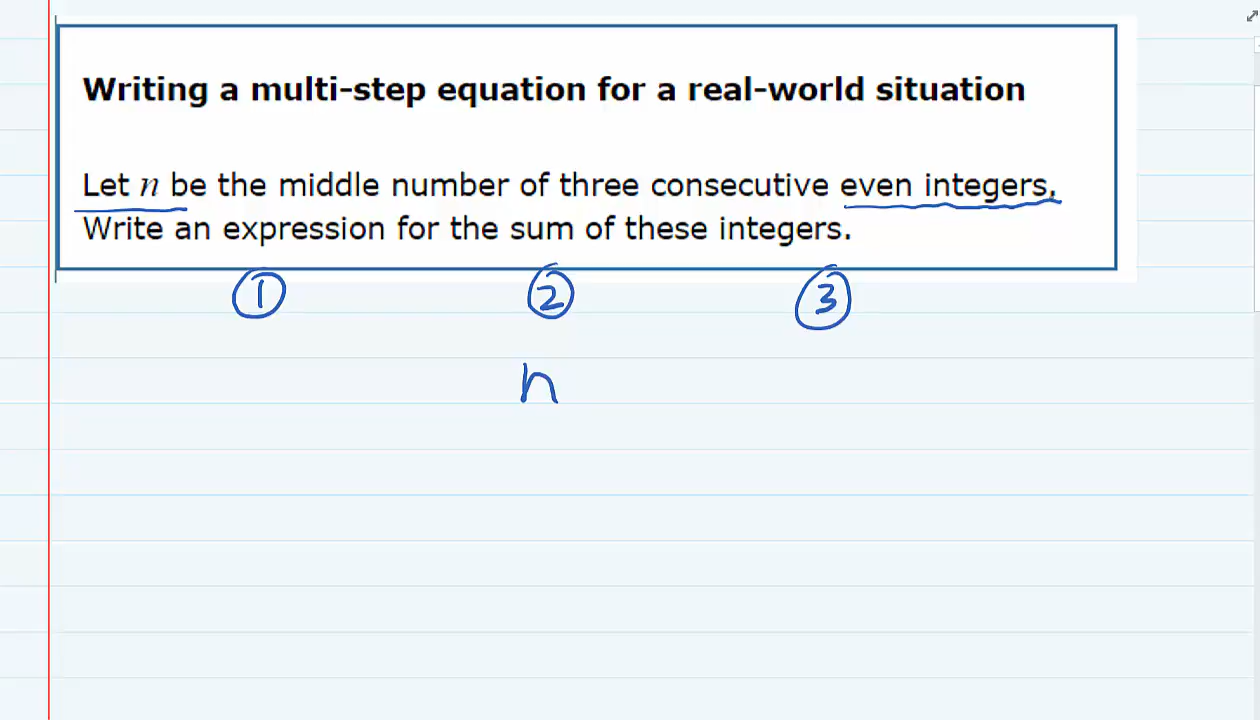 Writing a multi-step equation for a real-world situation
Let n be the middle number of three consecutive even integers,
Write an expression for the sum of these integers.
1 2 3
n